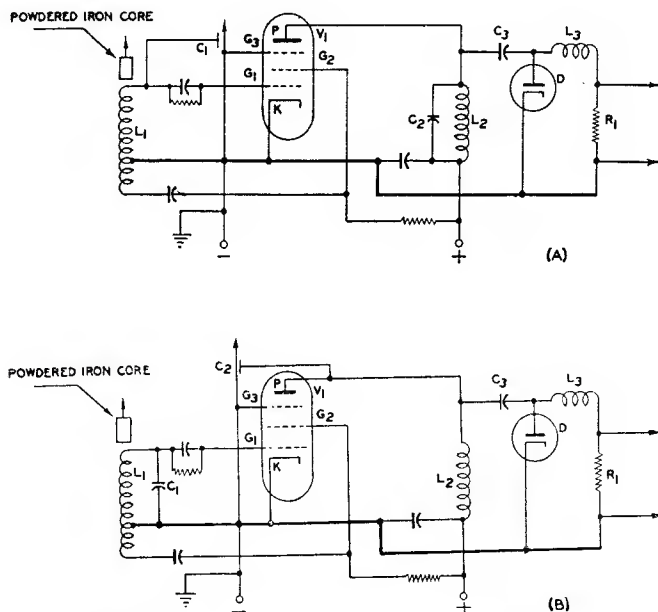 POWDERED IRON CORE
C1
P
V1
G3
G2
G1
K
L1
C2
L2
C3
L3
D
R1
−
+
(A)
POWDERED IRON CORE
C2
P
V1
G3
G2
G1
K
L1
C1
L2
C3
L3
D
R1
−
+
(B)